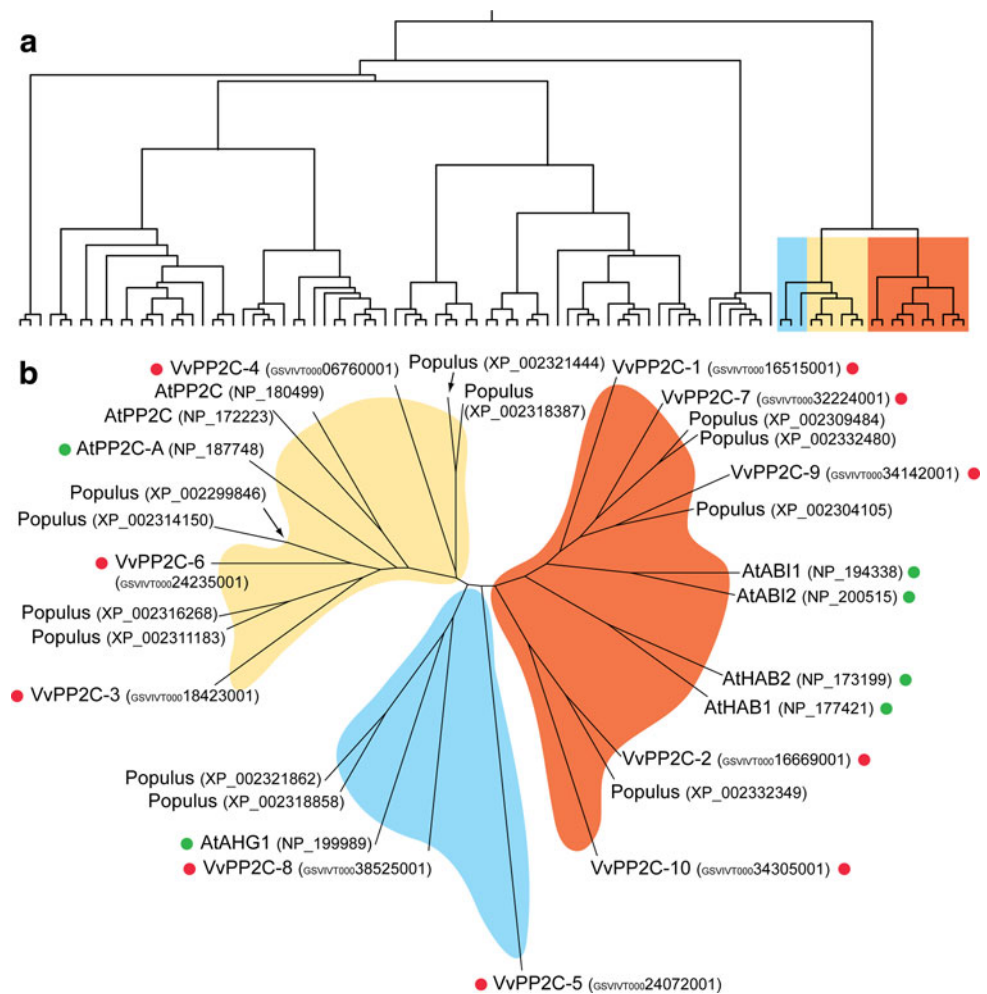 a
b
VvPP2C-4 (GSVIVT00006760001)
AtPP2C (NP_180499)
AtPP2C (NP_172223)
AtPP2C-A (NP_187748)
Populus (XP_002299846)
Populus (XP_002314150)
VvPP2C-6
(GSVIVT00024235001)
Populus (XP_002316268)
Populus (XP_002311183)
VvPP2C-3 (GSVIVT00018423001)
Populus (XP_002321444)
Populus
(XP_002318387)
VvPP2C-1 (GSVIVT00016515001)
VvPP2C-7 (GSVIVT00032224001)
Populus (XP_002309484)
Populus (XP_002332480)
VvPP2C-9 (GSVIVT00034142001)
Populus (XP_002304105)
AtABI1 (NP_194338)
AtABI2 (NP_200515)
AtHAB2 (NP_173199)
AtHAB1 (NP_177421)
VvPP2C-2 (GSVIVT00016669001)
Populus (XP_002332349)
VvPP2C-10 (GSVIVT00034305001)
Populus (XP_002321862)
Populus (XP_002318858)
AtAHG1 (NP_199989)
VvPP2C-8 (GSVIVT00038525001)
VvPP2C-5 (GSVIVT00024072001)